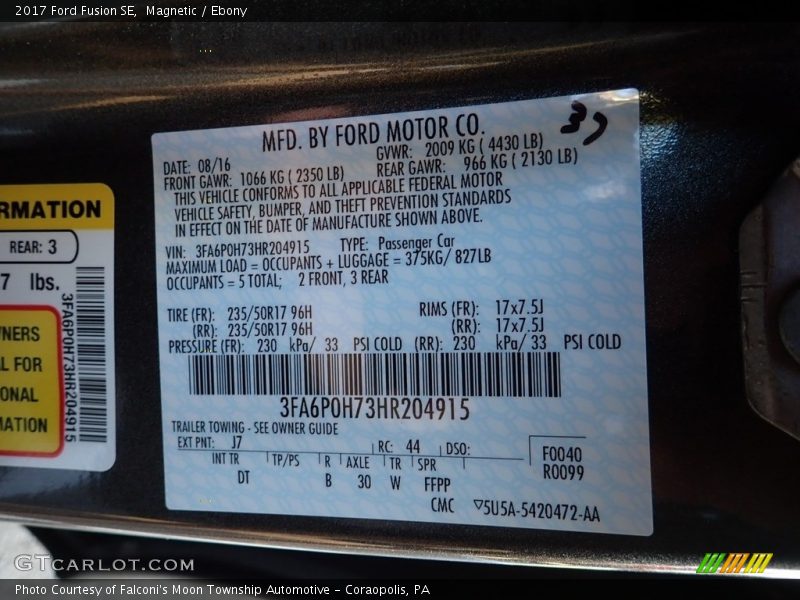 2017 Ford Fusion SE, Magnetic / Ebony
RMATION
REAR: 3
7 lbs.
3FA6P0H73HR204915
WNERS
AL FOR
ONAL
MATION
MFD. BY FORD MOTOR CO.
3)
DATE: 08/16 GVWR: 2009 KG ( 4430 LB)
FRONT GAWR: 1066 KG ( 2350 LB) REAR GAWR: 966 KG ( 2130 LB)
THIS VEHICLE CONFORMS TO ALL APPLICABLE FEDERAL MOTOR
VEHICLE SAFETY, BUMPER, AND THEFT PREVENTION STANDARDS
IN EFFECT ON THE DATE OF MANUFACTURE SHOWN ABOVE.
VIN: 3FA6P0H73HR204915 TYPE: Passenger Car
MAXIMUM LOAD = OCCUPANTS + LUGGAGE = 375KG/ 827LB
OCCUPANTS = 5 TOTAL; 2 FRONT, 3 REAR
TIRE (FR): 235/50R17 96H RIMS (FR): 17x7.5J
(RR): 235/50R17 96H (RR): 17x7.5J
PRESSURE (FR): 230 kPa/ 33 PSI COLD (RR): 230 kPa/ 33 PSI COLD
3FA6P0H73HR204915
TRAILER TOWING - SEE OWNER GUIDE
EXT PNT: J7 RC: 44 DSO: F0040
INT TR TP/PS R AXLE TR SPR R0099
DT B 30 W FFPP
CMC ▽5U5A-5420472-AA
GTCARLOT.COM
Photo Courtesy of Falconi's Moon Township Automotive – Coraopolis, PA